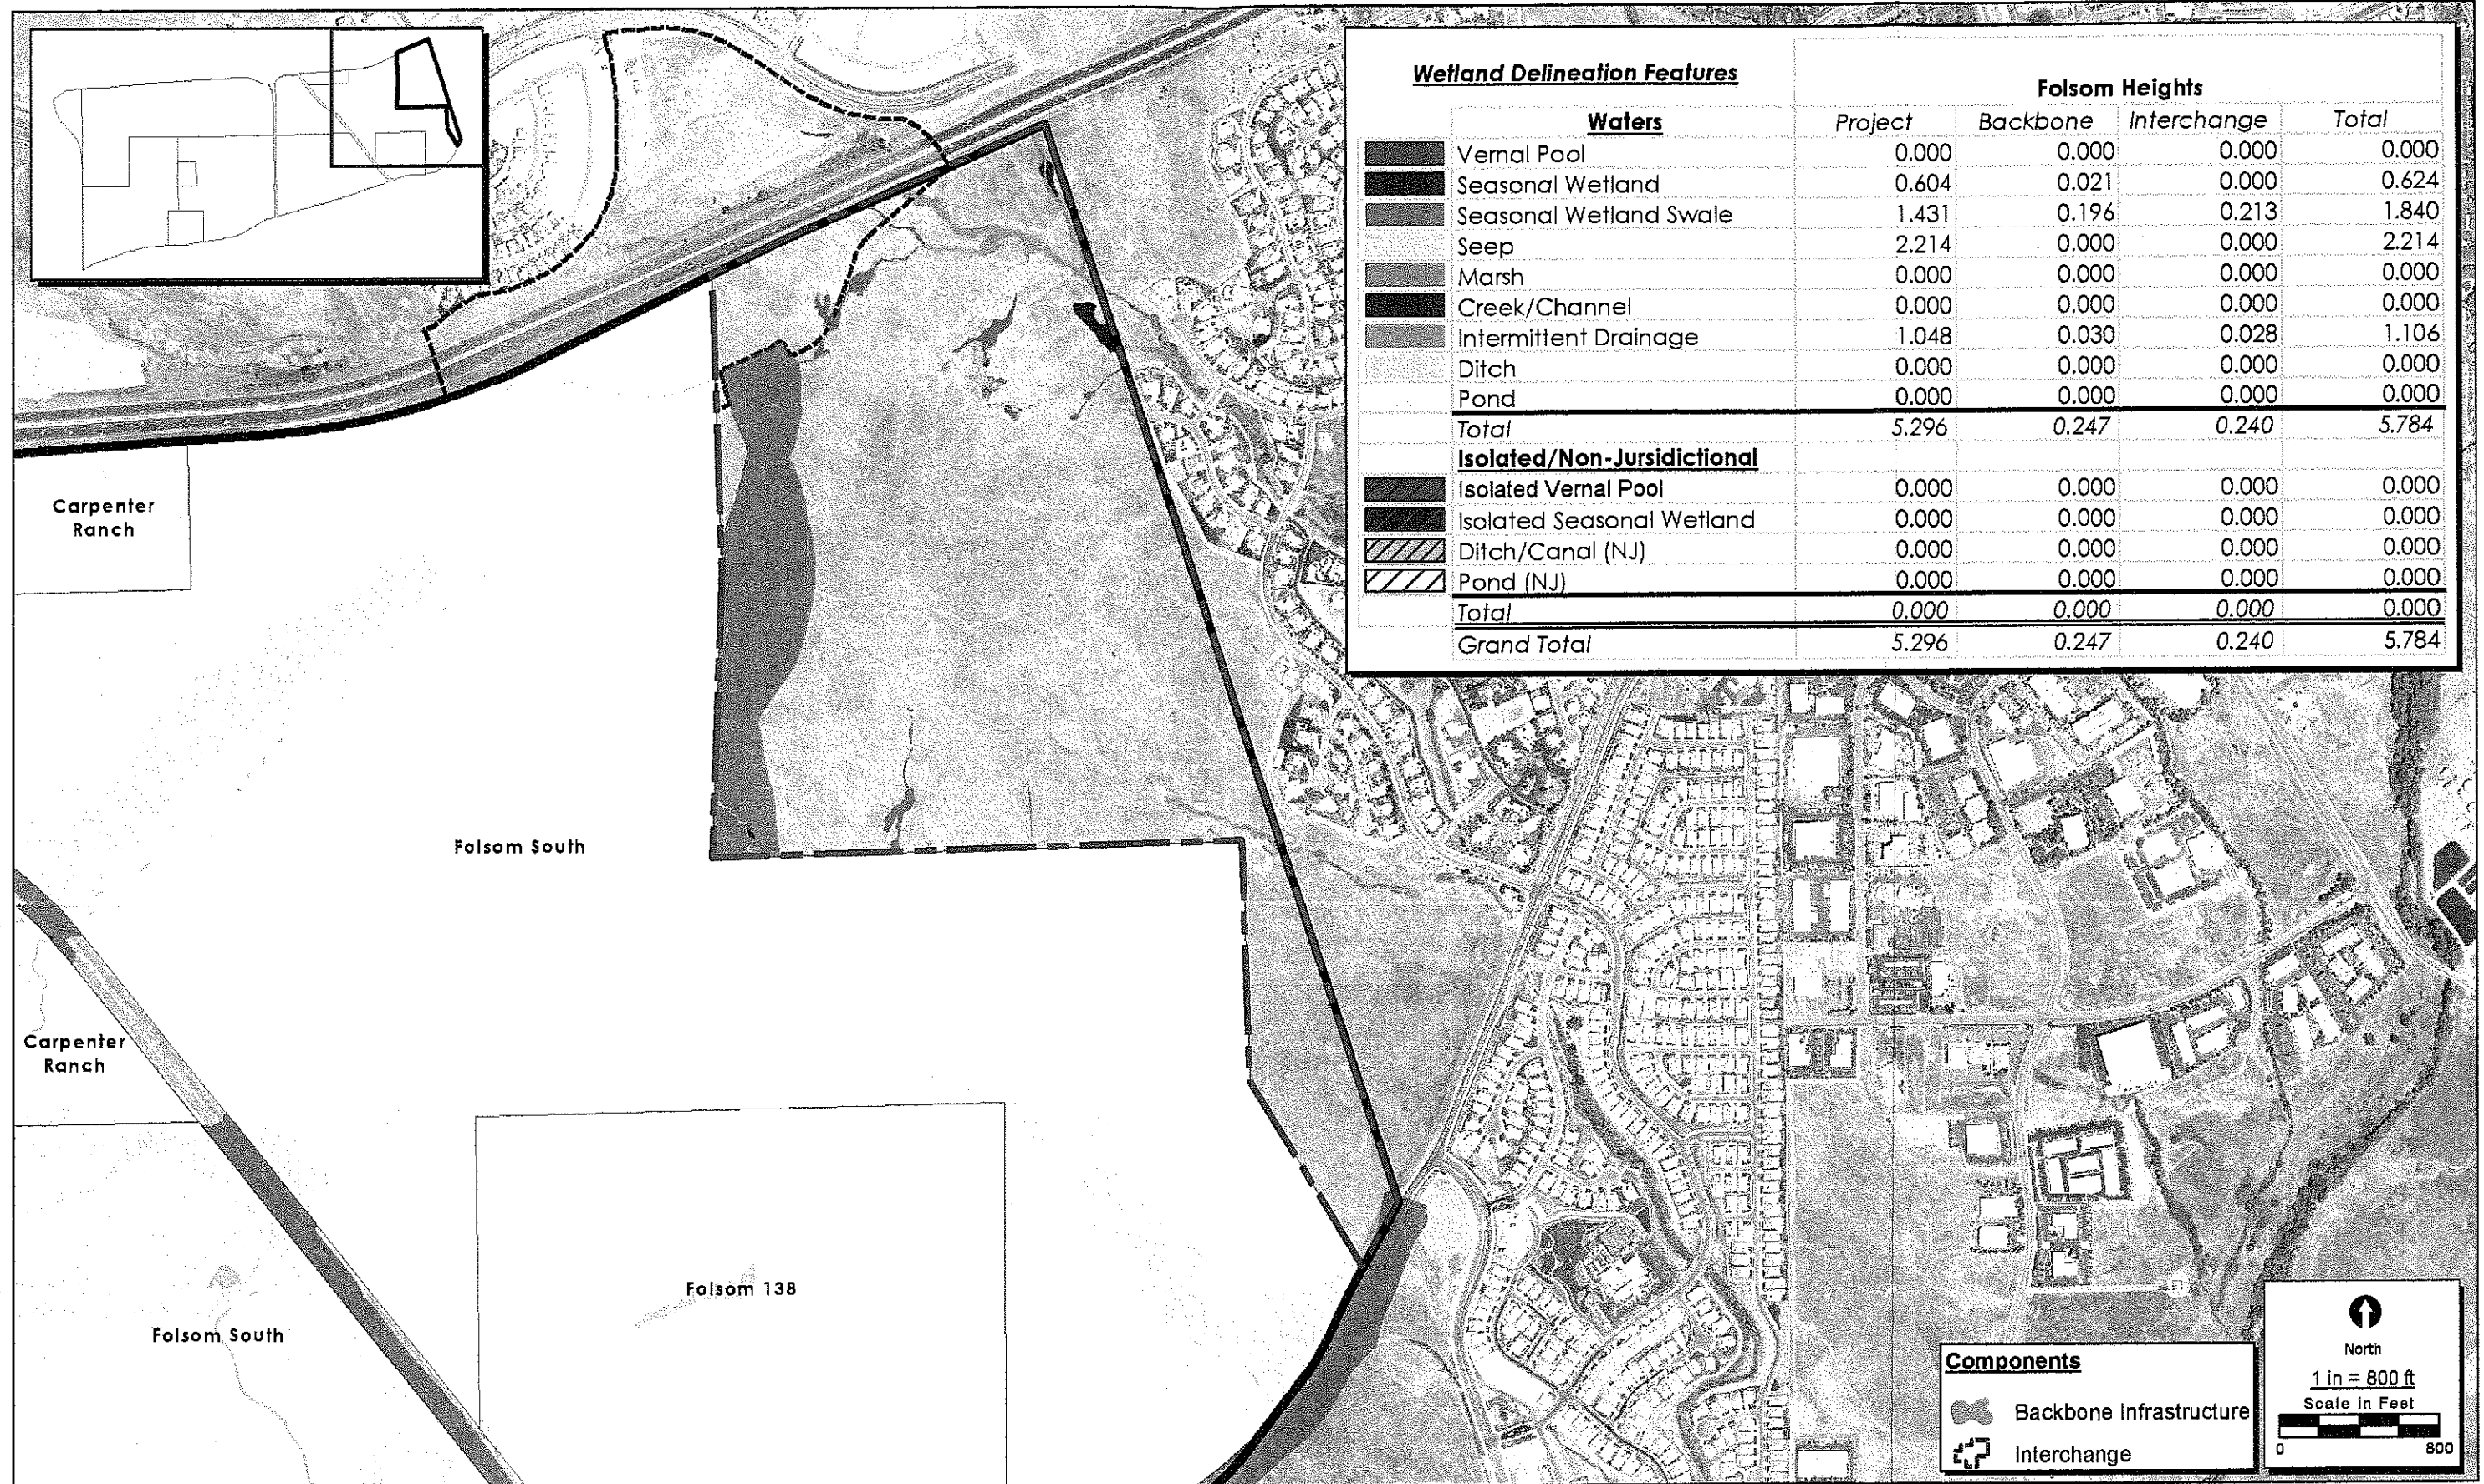 Wetland Delineation Features
Folsom Heights
Waters Project Backbone Interchange Total
Vernal Pool 0.000 0.000 0.000 0.000
Seasonal Wetland 0.604 0.021 0.000 0.624
Seasonal Wetland Swale 1.431 0.196 0.213 1.840
Seep 2.214 0.000 0.000 2.214
Marsh 0.000 0.000 0.000 0.000
Creek/Channel 0.000 0.000 0.000 0.000
Intermittent Drainage 1.048 0.030 0.028 1.106
Ditch 0.000 0.000 0.000 0.000
Pond 0.000 0.000 0.000 0.000
Total 5.296 0.247 0.240 5.784
Isolated/Non-Jursidictional
Isolated Vernal Pool 0.000 0.000 0.000 0.000
Isolated Seasonal Wetland 0.000 0.000 0.000 0.000
Ditch/Canal (NJ) 0.000 0.000 0.000 0.000
Pond (NJ) 0.000 0.000 0.000 0.000
Total 0.000 0.000 0.000 0.000
Grand Total 5.296 0.247 0.240 5.784
Carpenter
Ranch
Folsom South
Carpenter
Ranch
Folsom 138
Folsom South
Components
Backbone Infrastructure
Interchange
North
1 in = 800 ft
Scale in Feet
0 800